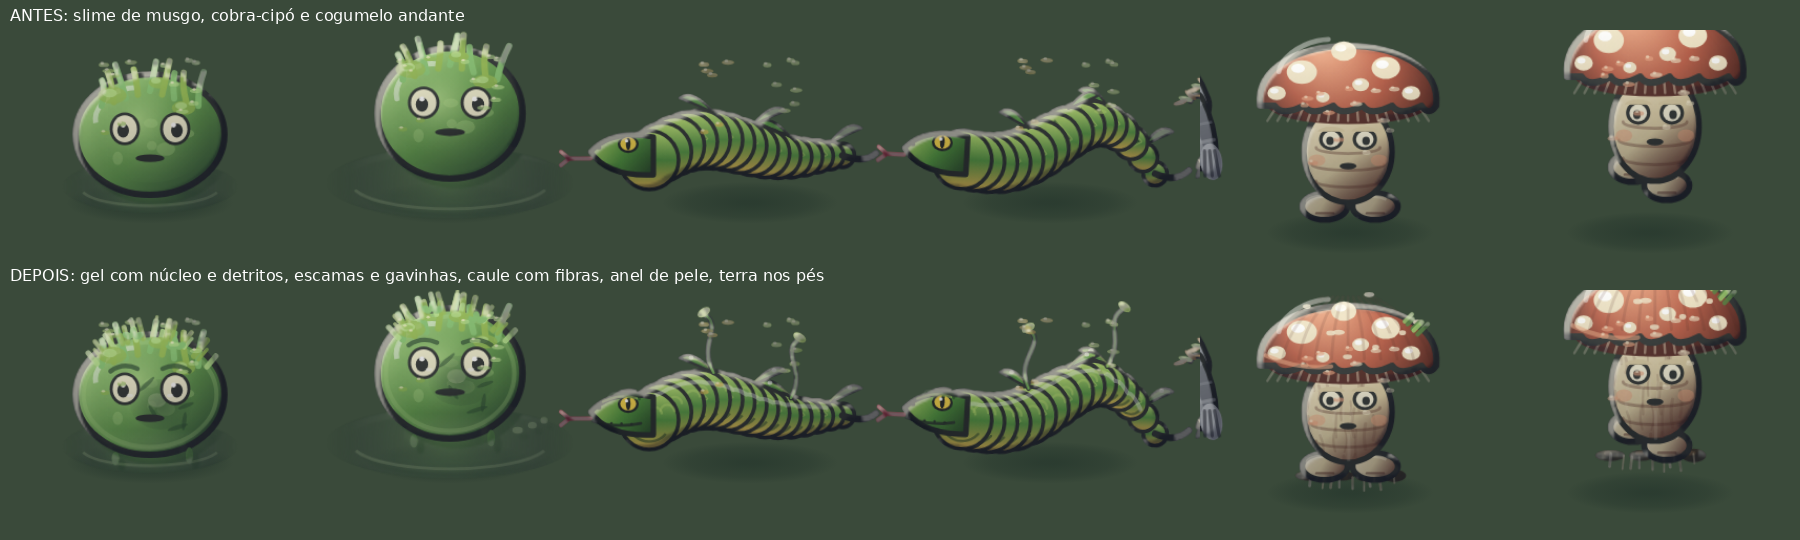 ANTES: slime de musgo, cobra-cipó e cogumelo andante
DEPOIS: gel com núcleo e detritos, escamas e gavinhas, caule com fibras, anel de pele, terra nos pés